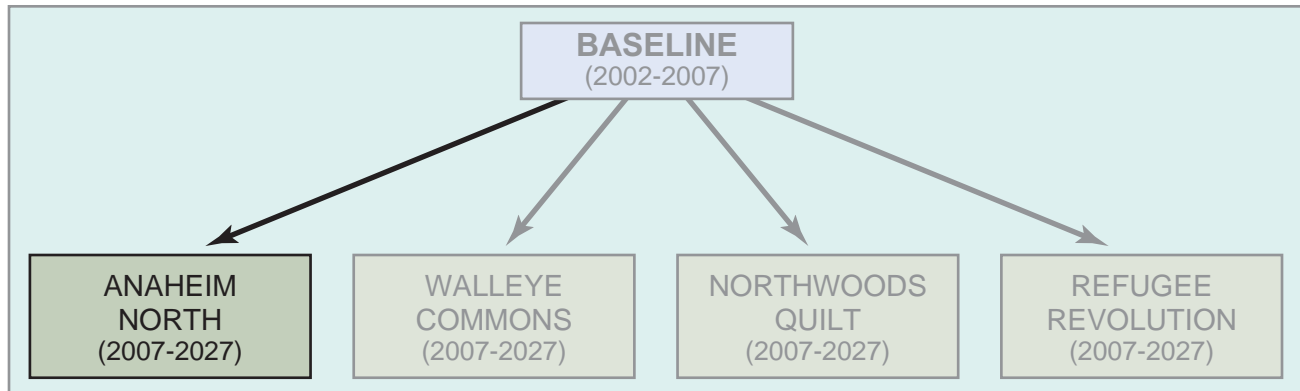 BASELINE
(2002-2007)
ANAHEIM
NORTH
(2007-2027)
WALLEYE
COMMONS
(2007-2027)
NORTHWOODS
QUILT
(2007-2027)
REFUGEE
REVOLUTION
(2007-2027)